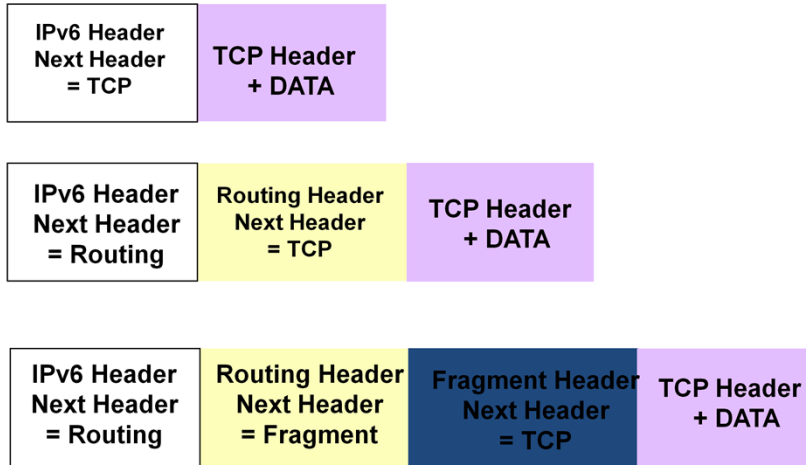 IPv6 Header
Next Header
= TCP
TCP Header
+ DATA
IPv6 Header
Next Header
= Routing
Routing Header
Next Header
= TCP
TCP Header
+ DATA
IPv6 Header
Next Header
= Routing
Routing Header
Next Header
= Fragment
Fragment Header
Next Header
= TCP
TCP Header
+ DATA